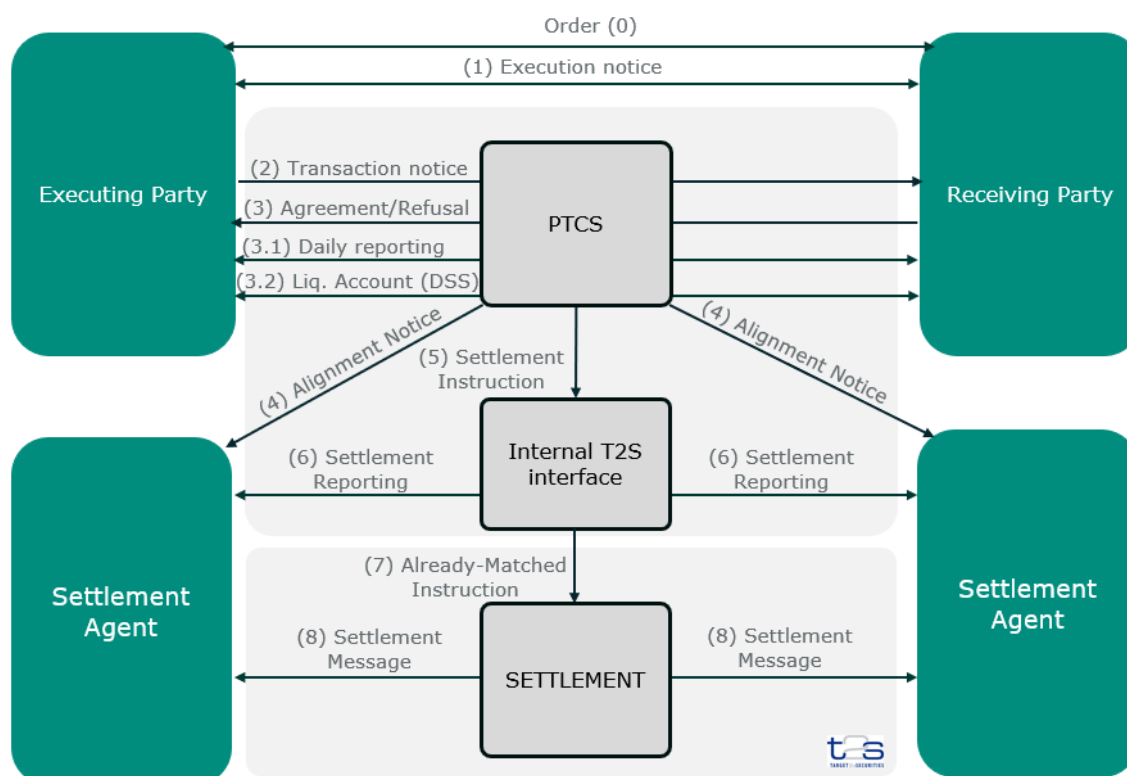 Order (0)
(1) Execution notice
Executing Party
Receiving Party
(2) Transaction notice
(3) Agreement/Refusal
(3.1) Daily reporting
(3.2) Liq. Account (DSS)
PTCS
(4) Alignment Notice
(5) Settlement
Instruction
(4) Alignment Notice
Internal T2S
interface
(6) Settlement
Reporting
(6) Settlement
Reporting
(7) Already-Matched
Instruction
Settlement
Agent
Settlement
Agent
(8) Settlement
Message
SETTLEMENT
(8) Settlement
Message
t2s